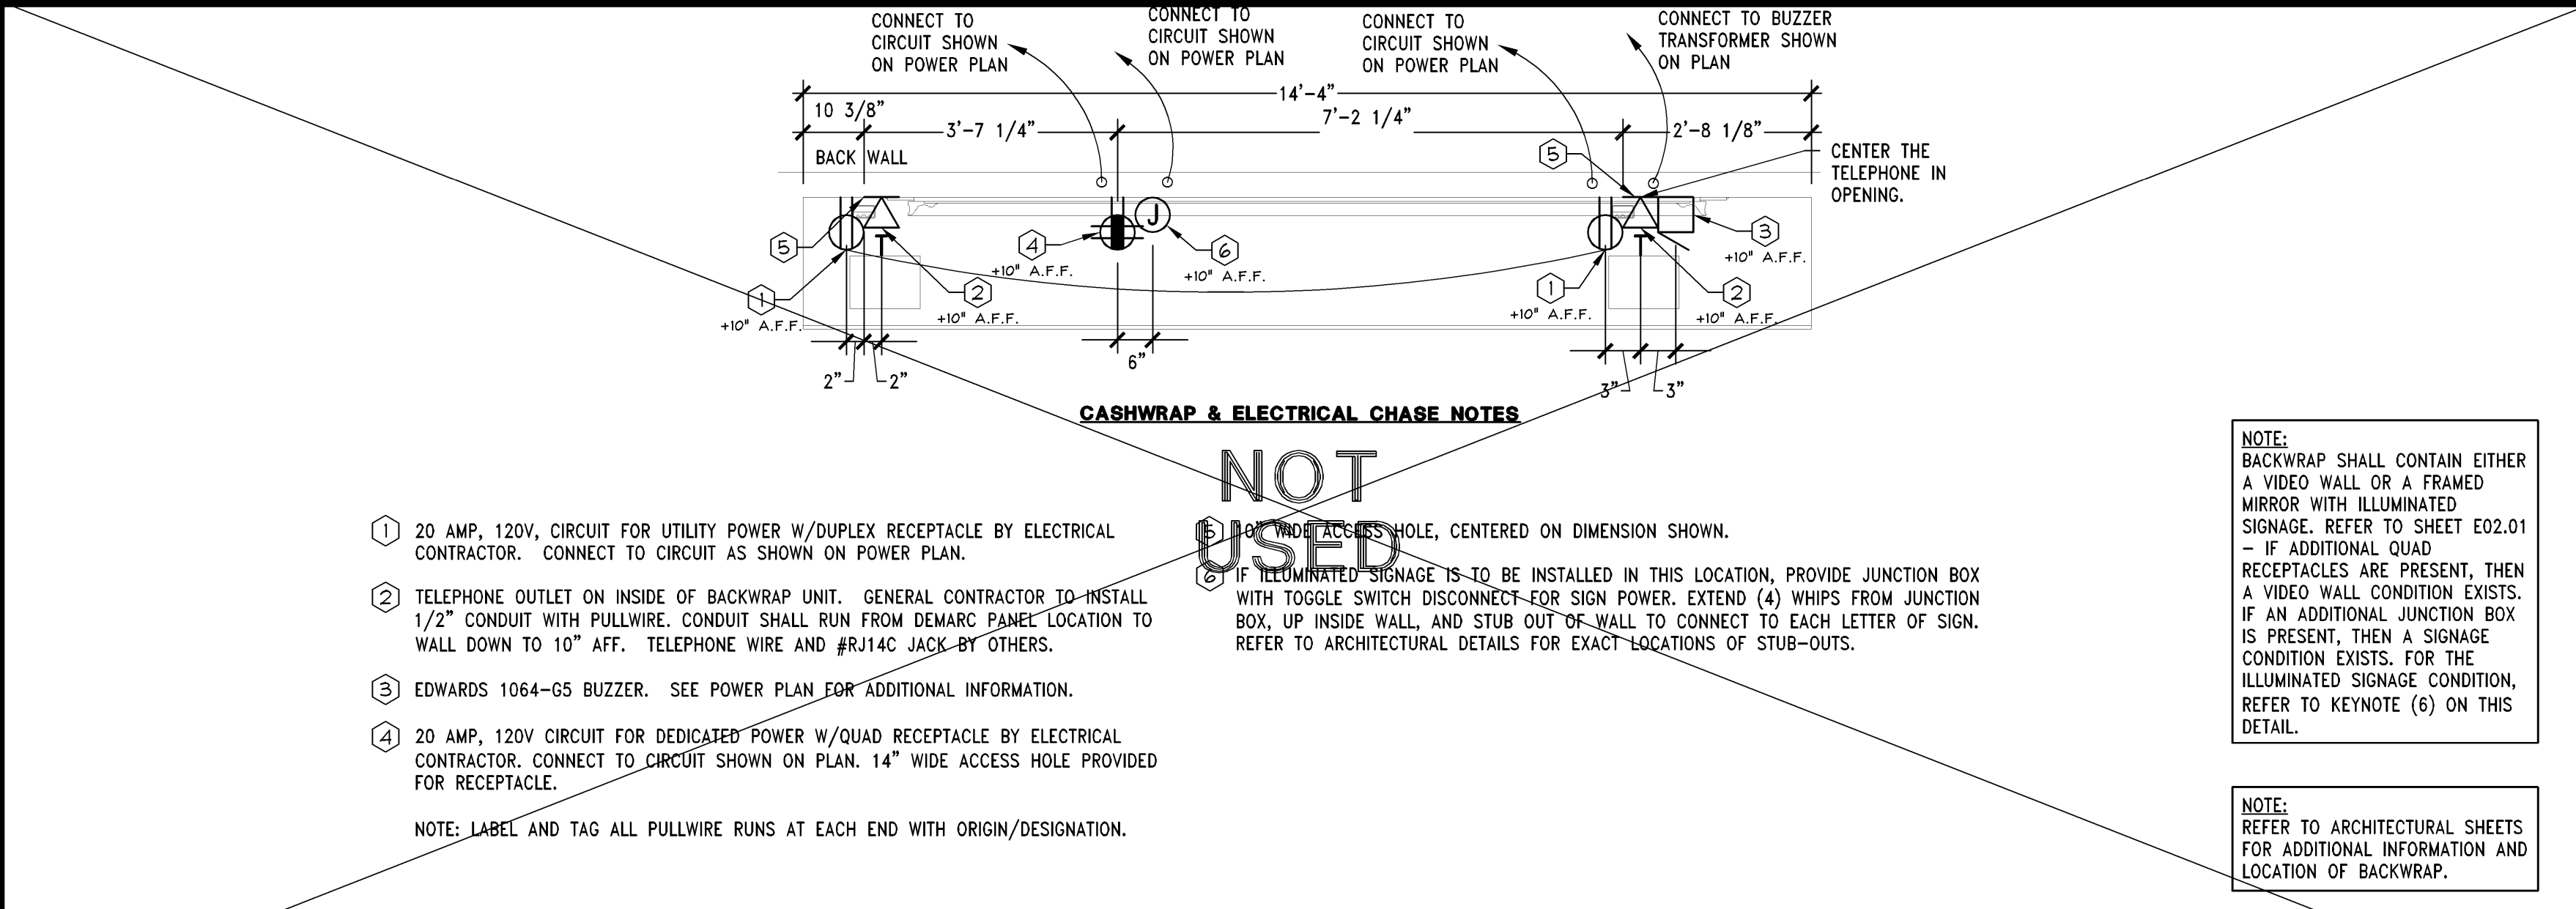 CONNECT TO
CIRCUIT SHOWN
ON POWER PLAN
CONNECT TO
CIRCUIT SHOWN
ON POWER PLAN
CONNECT TO
CIRCUIT SHOWN
ON POWER PLAN
CONNECT TO BUZZER
TRANSFORMER SHOWN
ON PLAN
14'-4"
10 3/8"
3'-7 1/4"
7'-2 1/4"
2'-8 1/8"
BACK WALL
CENTER THE
TELEPHONE IN
OPENING.
5
J
5
4
+10" A.F.F.
6
+10" A.F.F.
3
+10" A.F.F.
1
+10" A.F.F.
2
+10" A.F.F.
1
+10" A.F.F.
2
+10" A.F.F.
2"
2"
6"
3"
3"
CASHWRAP & ELECTRICAL CHASE NOTES
NOT
USED
1 20 AMP, 120V, CIRCUIT FOR UTILITY POWER W/DUPLEX RECEPTACLE BY ELECTRICAL
CONTRACTOR. CONNECT TO CIRCUIT AS SHOWN ON POWER PLAN.
2 TELEPHONE OUTLET ON INSIDE OF BACKWRAP UNIT. GENERAL CONTRACTOR TO INSTALL
1/2" CONDUIT WITH PULLWIRE. CONDUIT SHALL RUN FROM DEMARC PANEL LOCATION TO
WALL DOWN TO 10" AFF. TELEPHONE WIRE AND #RJ14C JACK BY OTHERS.
3 EDWARDS 1064-G5 BUZZER. SEE POWER PLAN FOR ADDITIONAL INFORMATION.
4 20 AMP, 120V CIRCUIT FOR DEDICATED POWER W/QUAD RECEPTACLE BY ELECTRICAL
CONTRACTOR. CONNECT TO CIRCUIT SHOWN ON PLAN. 14" WIDE ACCESS HOLE PROVIDED
FOR RECEPTACLE.
NOTE: LABEL AND TAG ALL PULLWIRE RUNS AT EACH END WITH ORIGIN/DESIGNATION.
5 10" WIDE ACCESS HOLE, CENTERED ON DIMENSION SHOWN.
6 IF ILLUMINATED SIGNAGE IS TO BE INSTALLED IN THIS LOCATION, PROVIDE JUNCTION BOX
WITH TOGGLE SWITCH DISCONNECT FOR SIGN POWER. EXTEND (4) WHIPS FROM JUNCTION
BOX, UP INSIDE WALL, AND STUB OUT OF WALL TO CONNECT TO EACH LETTER OF SIGN.
REFER TO ARCHITECTURAL DETAILS FOR EXACT LOCATIONS OF STUB-OUTS.
NOTE:
BACKWRAP SHALL CONTAIN EITHER
A VIDEO WALL OR A FRAMED
MIRROR WITH ILLUMINATED
SIGNAGE. REFER TO SHEET E02.01
- IF ADDITIONAL QUAD
RECEPTACLES ARE PRESENT, THEN
A VIDEO WALL CONDITION EXISTS.
IF AN ADDITIONAL JUNCTION BOX
IS PRESENT, THEN A SIGNAGE
CONDITION EXISTS. FOR THE
ILLUMINATED SIGNAGE CONDITION,
REFER TO KEYNOTE (6) ON THIS
DETAIL.
NOTE:
REFER TO ARCHITECTURAL SHEETS
FOR ADDITIONAL INFORMATION AND
LOCATION OF BACKWRAP.